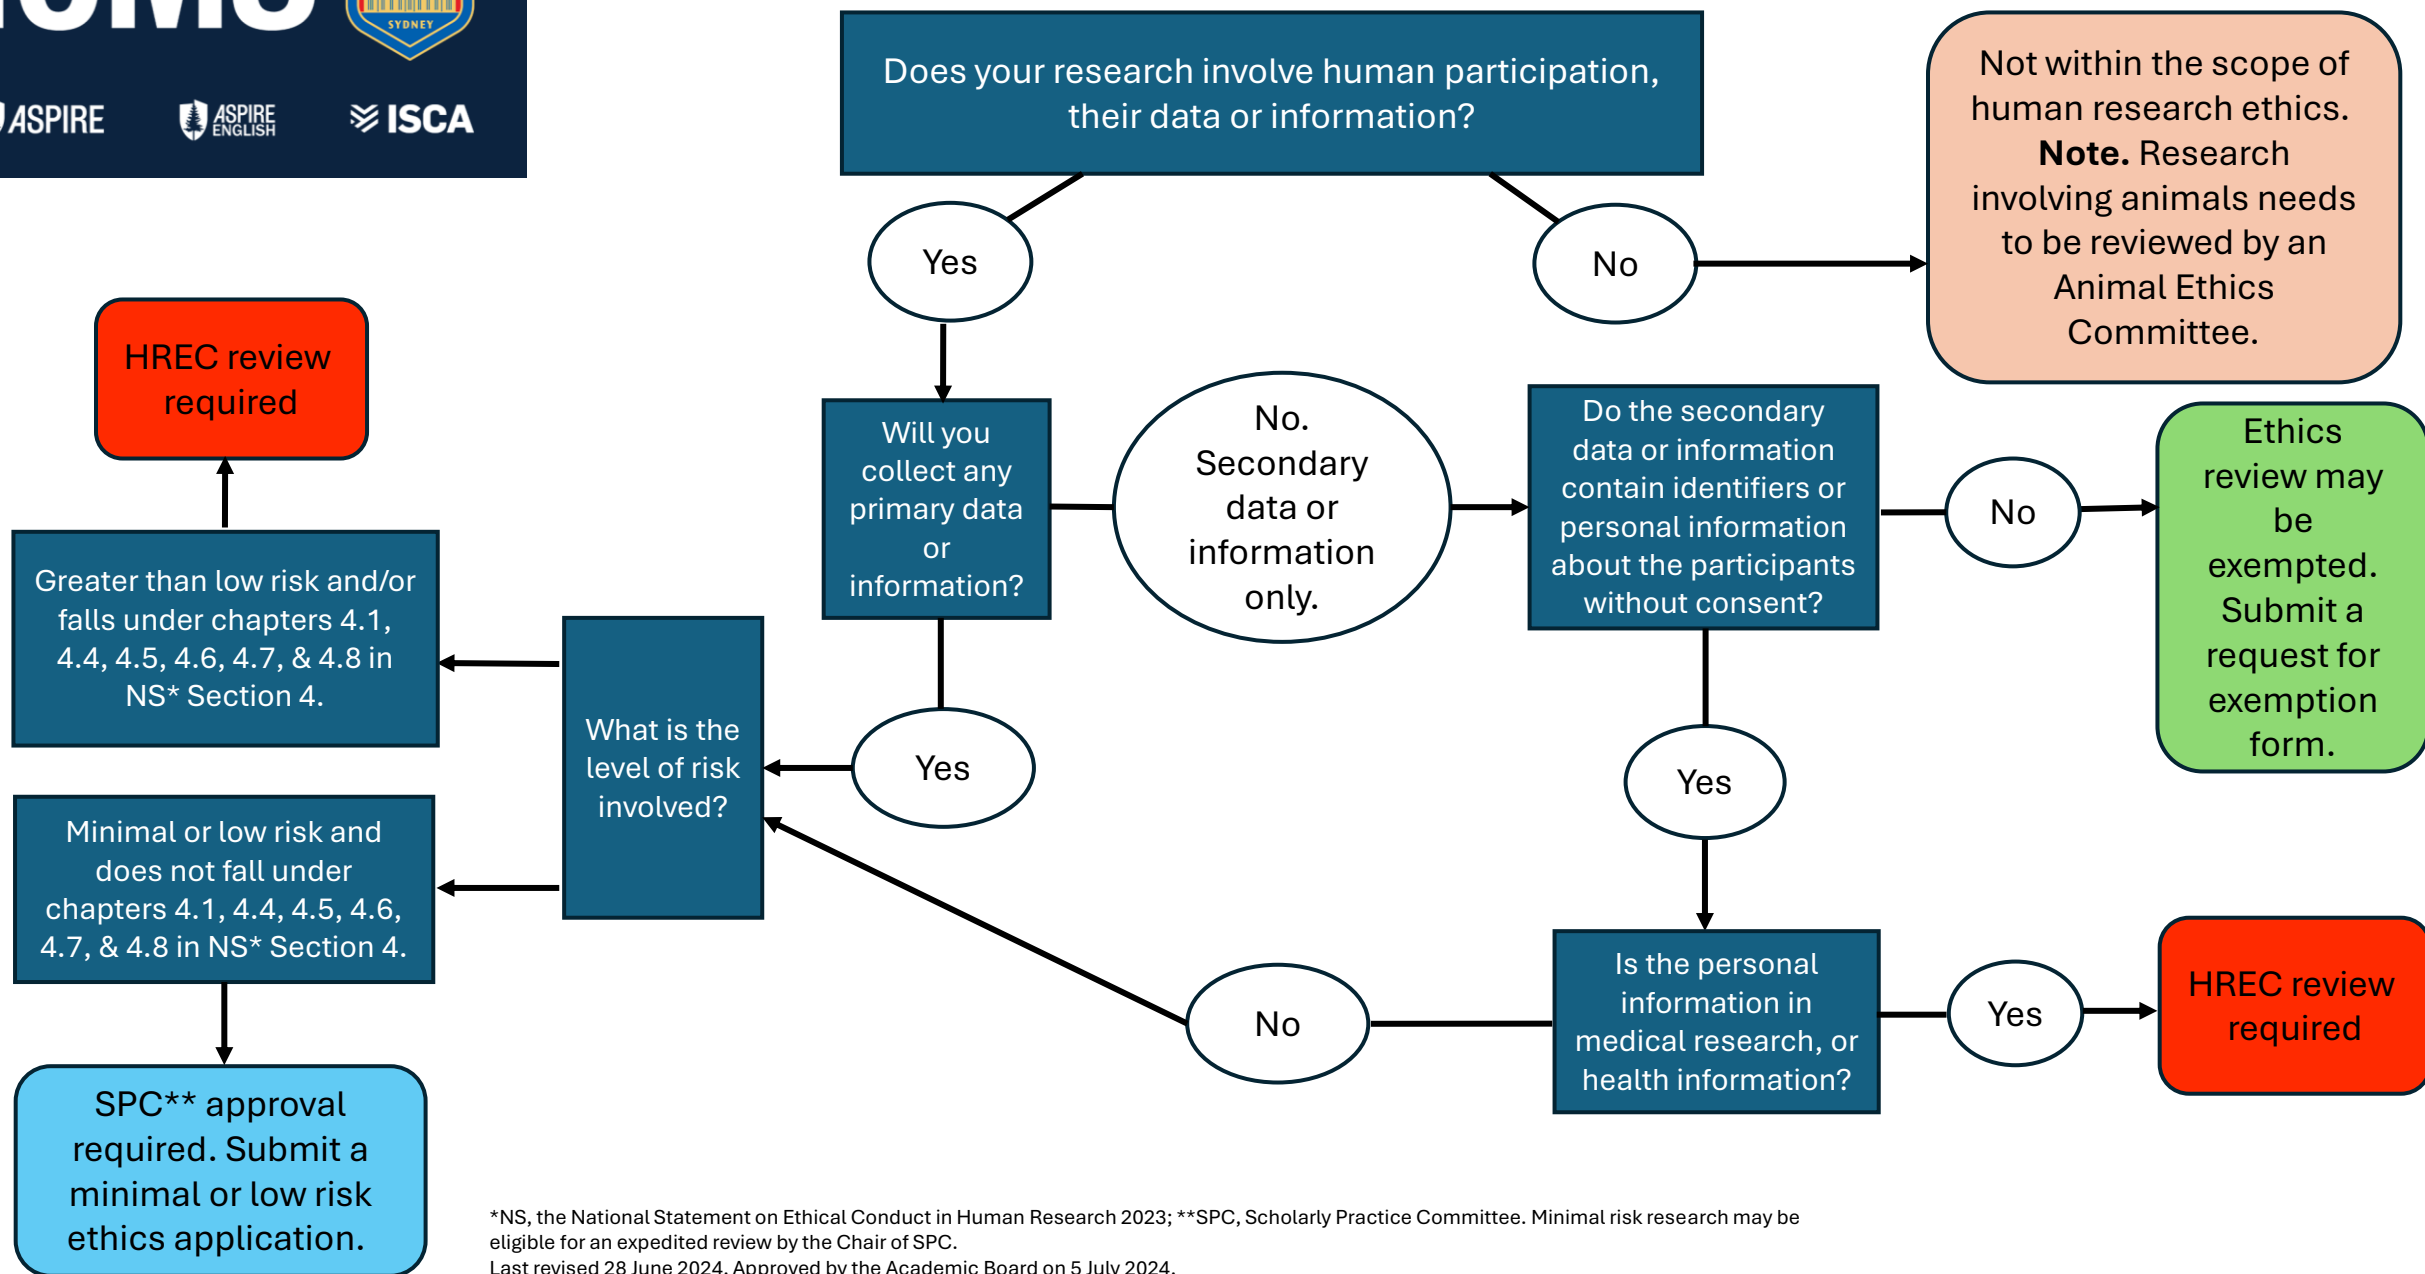 SYDNEY
ASPIRE
ASPIRE
ENGLISH
ISCA
Does your research involve human participation,
their data or information?
Yes
No
Not within the scope of
human research ethics.
Note. Research
involving animals needs
to be reviewed by an
Animal Ethics
Committee.
HREC review
required
Will you
collect any
primary data
or
information?
No.
Secondary
data or
information
only.
Do the secondary
data or information
contain identifiers or
personal information
about the participants
without consent?
No
Ethics
review may
be
exempted.
Submit a
request for
exemption
form.
Greater than low risk and/or
falls under chapters 4.1,
4.4, 4.5, 4.6, 4.7, & 4.8 in
NS* Section 4.
What is the
level of risk
involved?
Yes
Yes
Minimal or low risk and
does not fall under
chapters 4.1, 4.4, 4.5, 4.6,
4.7, & 4.8 in NS* Section 4.
No
Is the personal
information in
medical research, or
health information?
Yes
HREC review
required
SPC** approval
required. Submit a
minimal or low risk
ethics application.
*NS, the National Statement on Ethical Conduct in Human Research 2023; **SPC, Scholarly Practice Committee. Minimal risk research may be
eligible for an expedited review by the Chair of SPC.
Last revised 28 June 2024. Approved by the Academic Board on 5 July 2024.